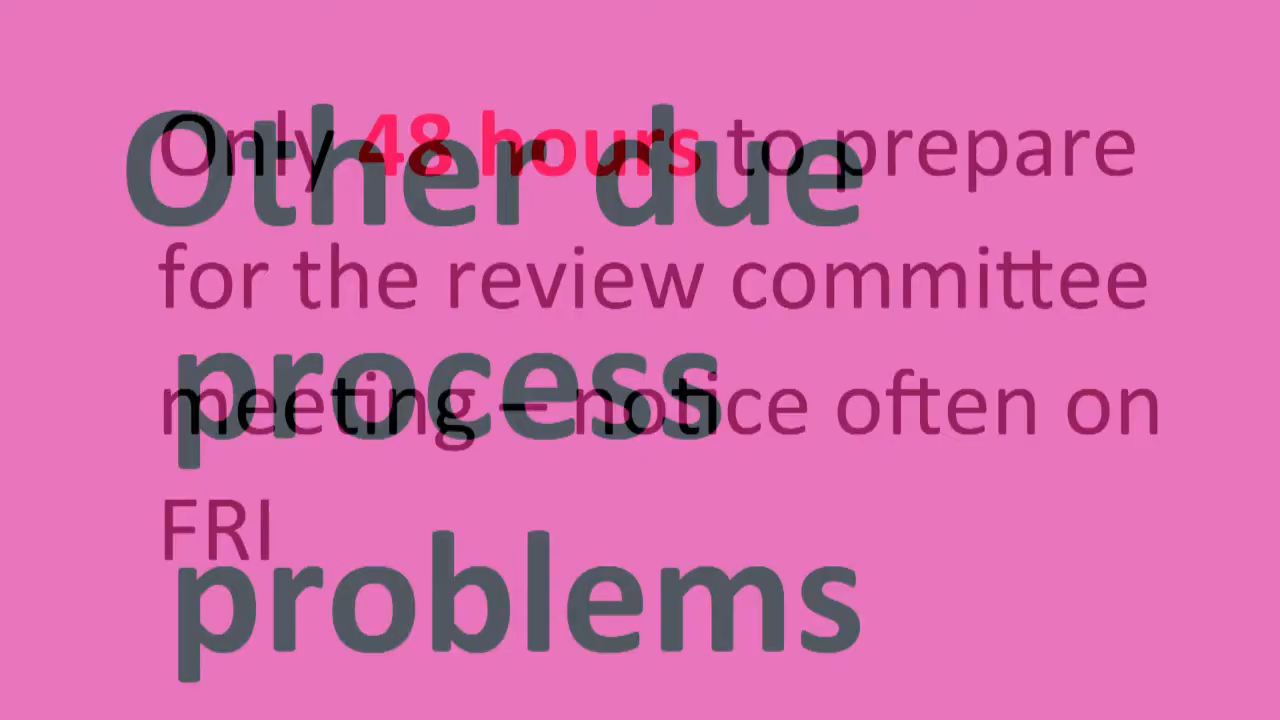 Other due
process
problems
Only 48 hours to prepare
for the review committee
meeting – notice often on
FRI